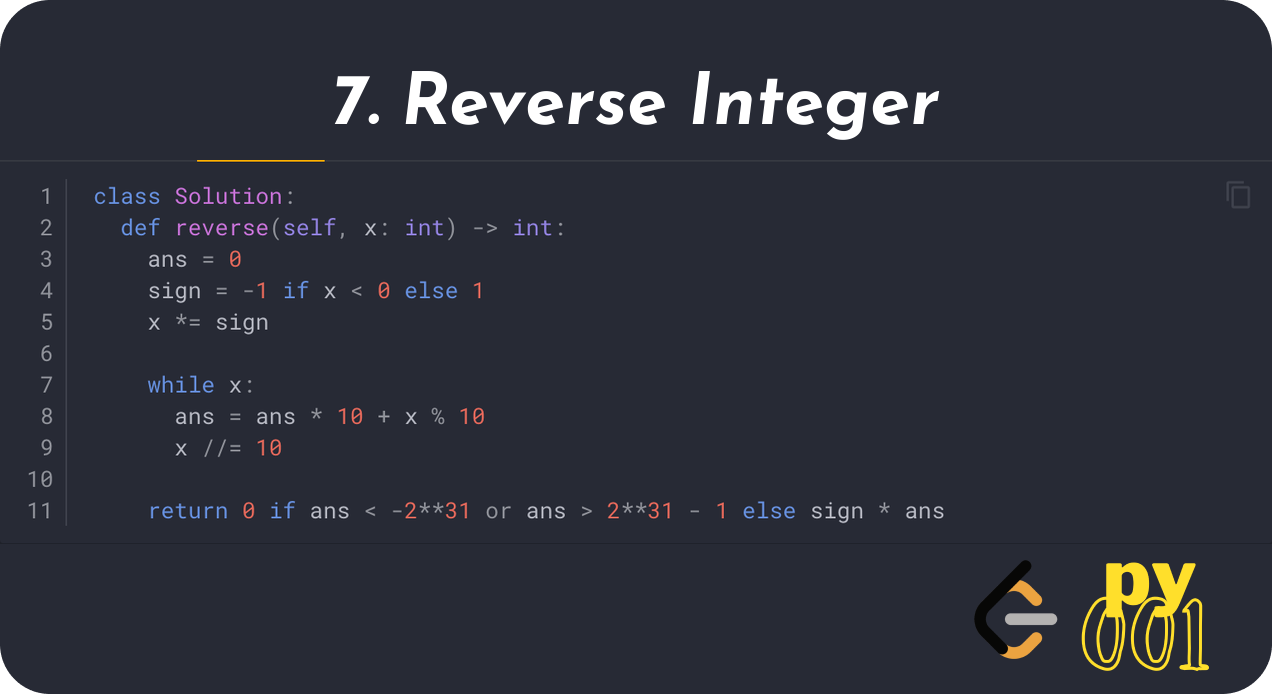 7. Reverse Integer
1 class Solution:
2   def reverse(self, x: int) -> int:
3     ans = 0
4     sign = -1 if x < 0 else 1
5     x *= sign
6
7     while x:
8       ans = ans * 10 + x % 10
9       x //= 10
10
11     return 0 if ans < -2**31 or ans > 2**31 - 1 else sign * ans
py
001